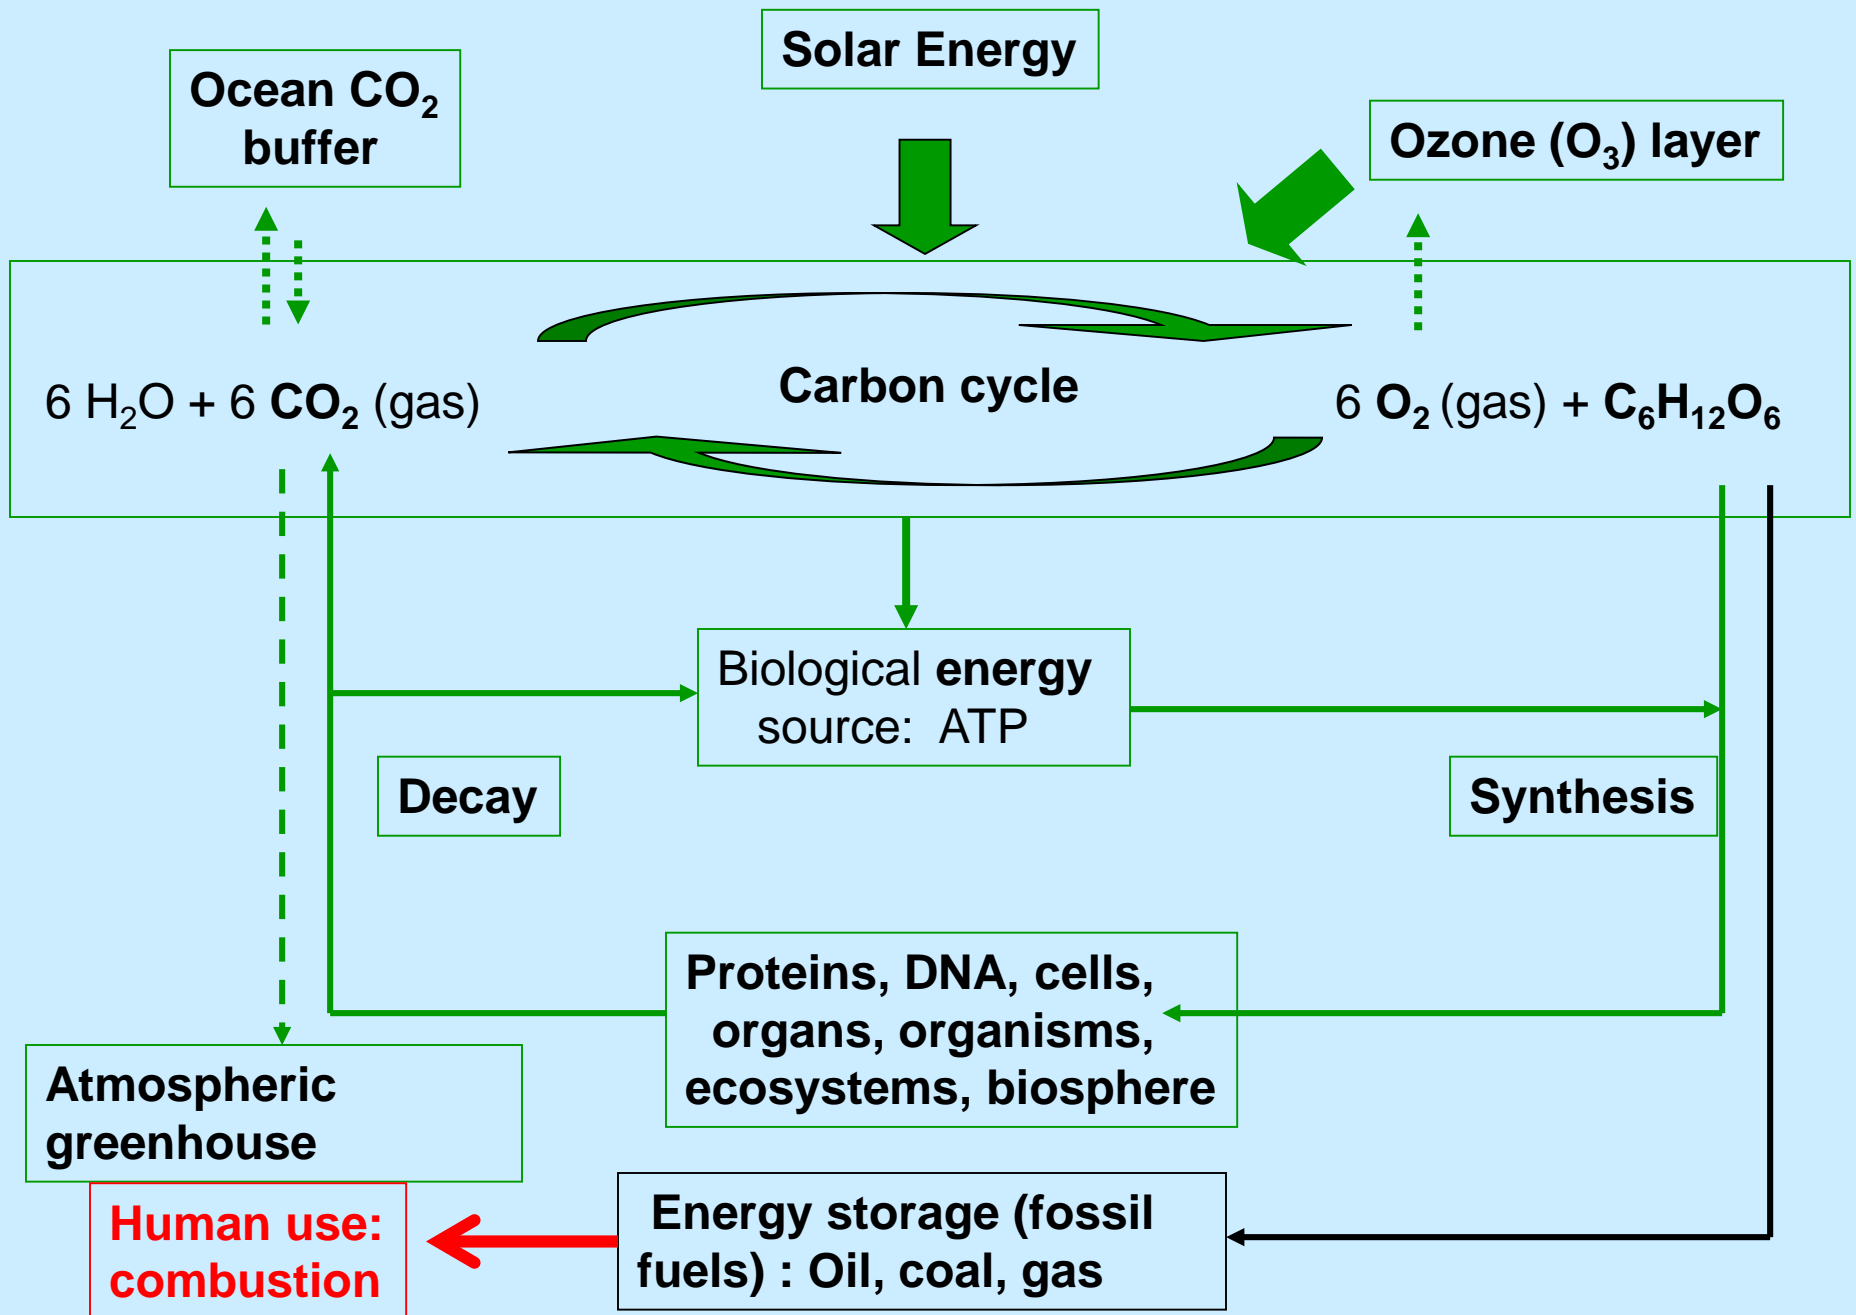 Solar Energy
Ocean CO₂
buffer
Ozone (O₃) layer
6 H₂O + 6 CO₂ (gas)
Carbon cycle
6 O₂ (gas) + C₆H₁₂O₆
Biological energy
source: ATP
Decay
Synthesis
Proteins, DNA, cells,
organs, organisms,
ecosystems, biosphere
Atmospheric
greenhouse
Human use:
combustion
Energy storage (fossil
fuels) : Oil, coal, gas